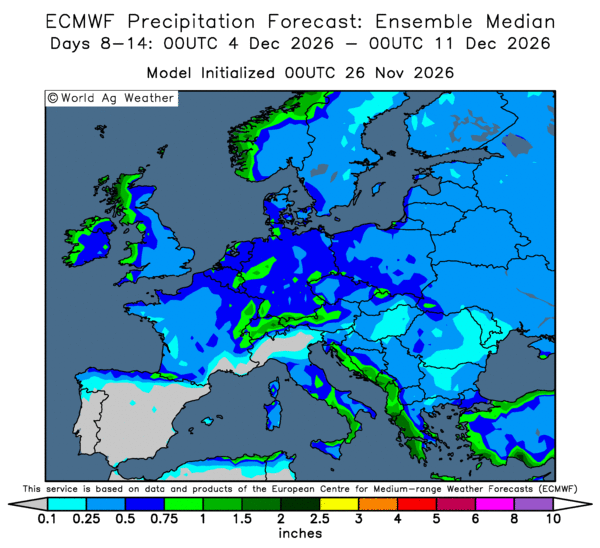 ECMWF Precipitation Forecast: Ensemble Median
Days 8-14: 00UTC 4 Dec 2026 - 00UTC 11 Dec 2026
Model Initialized 00UTC 26 Nov 2026
© World Ag Weather
This service is based on data and products of the European Centre for Medium-range Weather Forecasts (ECMWF)
0.1 0.25 0.5 0.75 1 1.5 2 2.5 3 4 5 6 8 10
inches